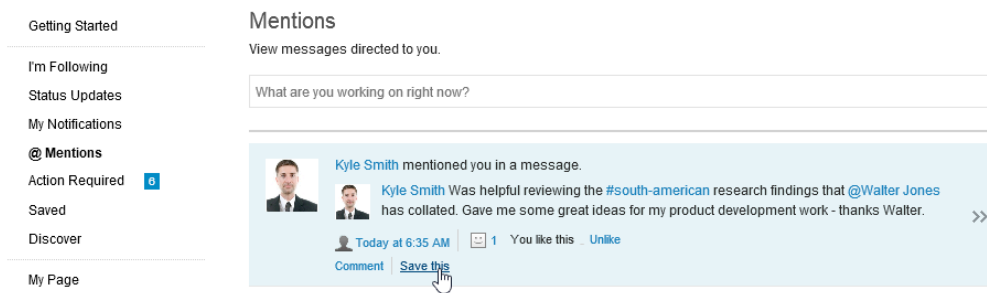 Getting Started
I'm Following
Status Updates
My Notifications
@ Mentions
Action Required 6
Saved
Discover
My Page
Mentions
View messages directed to you.
What are you working on right now?
Kyle Smith mentioned you in a message.
Kyle Smith Was helpful reviewing the #south-american research findings that @Walter Jones
has collated. Gave me some great ideas for my product development work - thanks Walter.
Today at 6:35 AM 1 You like this . Unlike
Comment Save this